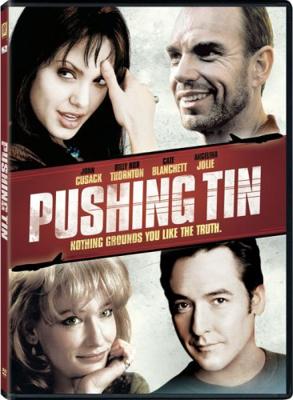 JOHN CUSACK
BILLY BOB THORNTON
CATE BLANCHETT
ANGELINA JOLIE
PUSHING TIN
NOTHING GROUNDS YOU LIKE THE TRUTH.
PUSHING TIN